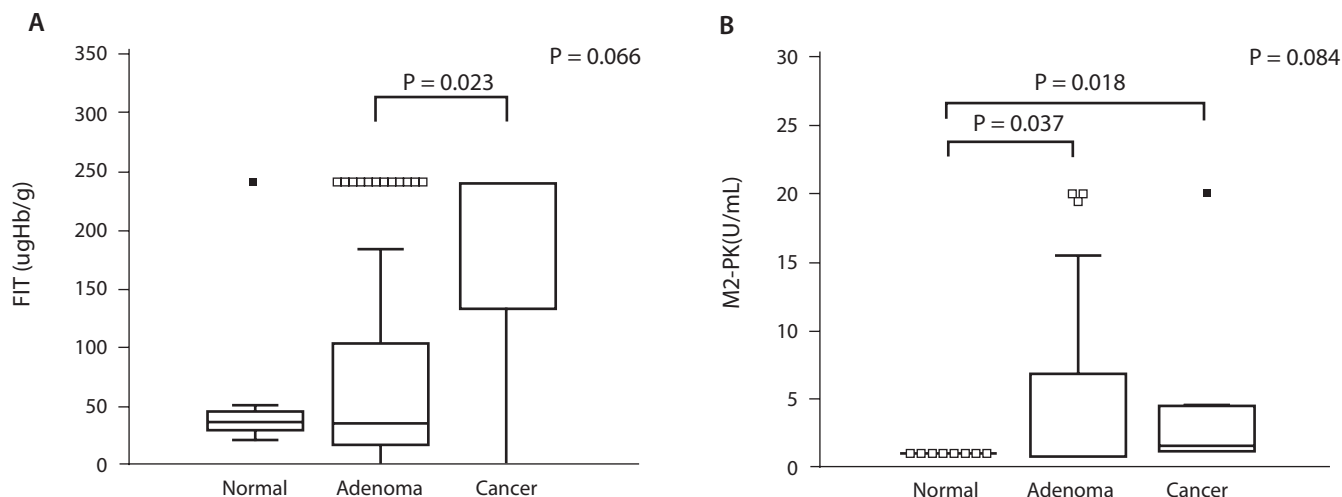 A
P = 0.066
P = 0.023
FIT (ugHb/g)
350
300
250
200
150
100
50
0
Normal
Adenoma
Cancer
B
P = 0.084
P = 0.018
P = 0.037
M2-PK(U/mL)
30
25
20
15
10
5
0
Normal
Adenoma
Cancer